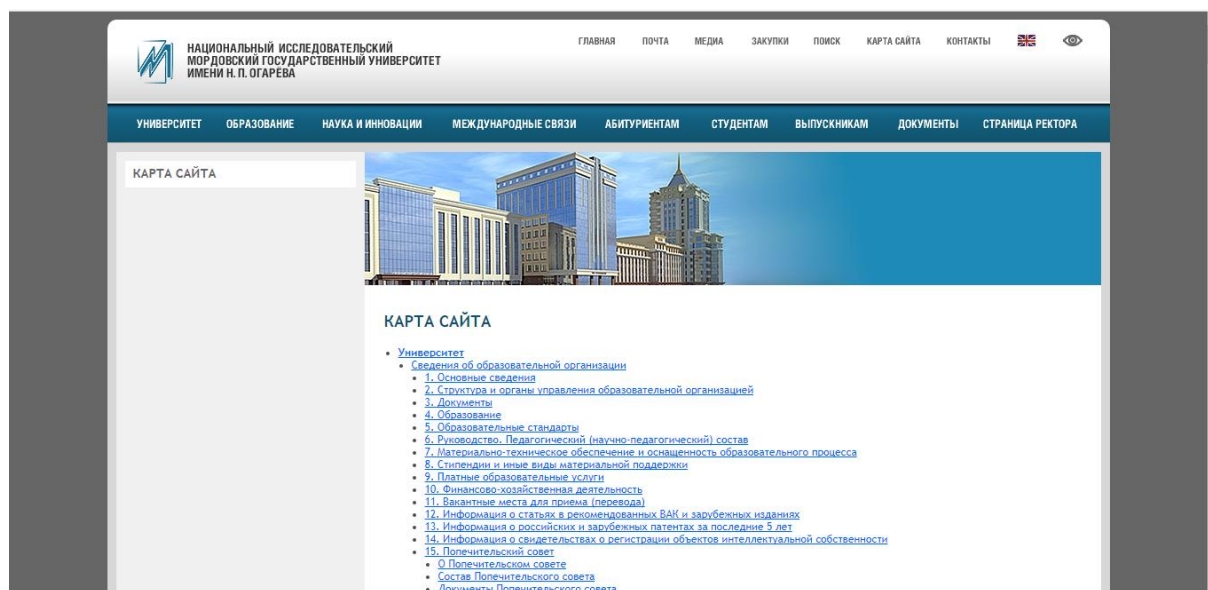 НАЦИОНАЛЬНЫЙ ИССЛЕДОВАТЕЛЬСКИЙ
МОРДОВСКИЙ ГОСУДАРСТВЕННЫЙ УНИВЕРСИТЕТ
ИМЕНИ Н. П. ОГАРЁВА
ГЛАВНАЯ ПОЧТА МЕДИА ЗАКУПКИ ПОИСК КАРТА САЙТА КОНТАКТЫ
УНИВЕРСИТЕТ ОБРАЗОВАНИЕ НАУКА И ИННОВАЦИИ МЕЖДУНАРОДНЫЕ СВЯЗИ АБИТУРИЕНТАМ СТУДЕНТАМ ВЫПУСКНИКАМ ДОКУМЕНТЫ СТРАНИЦА РЕКТОРА
КАРТА САЙТА
КАРТА САЙТА
Университет
Сведения об образовательной организации
1. Основные сведения
2. Структура и органы управления образовательной организацией
3. Документы
4. Образование
5. Образовательные стандарты
6. Руководство. Педагогический (научно-педагогический) состав
7. Материально-техническое обеспечение и оснащенность образовательного процесса
8. Стипендии и иные виды материальной поддержки
9. Платные образовательные услуги
10. Финансово-хозяйственная деятельность
11. Вакантные места для приема (перевода)
12. Информация о статьях в рекомендованных ВАК и зарубежных изданиях
13. Информация о российских и зарубежных патентах за последние 5 лет
14. Информация о свидетельствах о регистрации объектов интеллектуальной собственности
15. Попечительский совет
О Попечительском совете
Состав Попечительского совета
Документы Попечительского совета